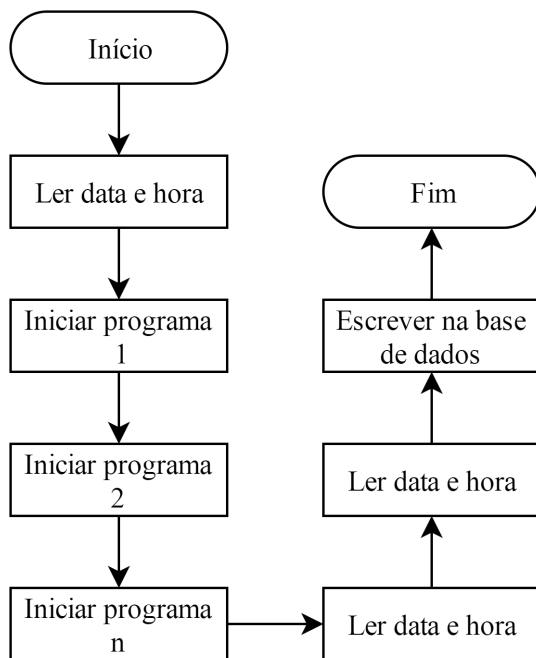 Início
Ler data e hora
Iniciar programa
1
Iniciar programa
2
Iniciar programa
n
Ler data e hora
Ler data e hora
Escrever na base
de dados
Fim